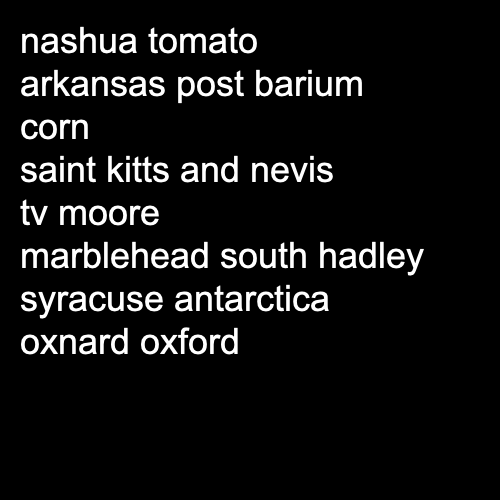 nashua tomato
arkansas post barium
corn
saint kitts and nevis
tv moore
marblehead south hadley
syracuse antarctica
oxnard oxford